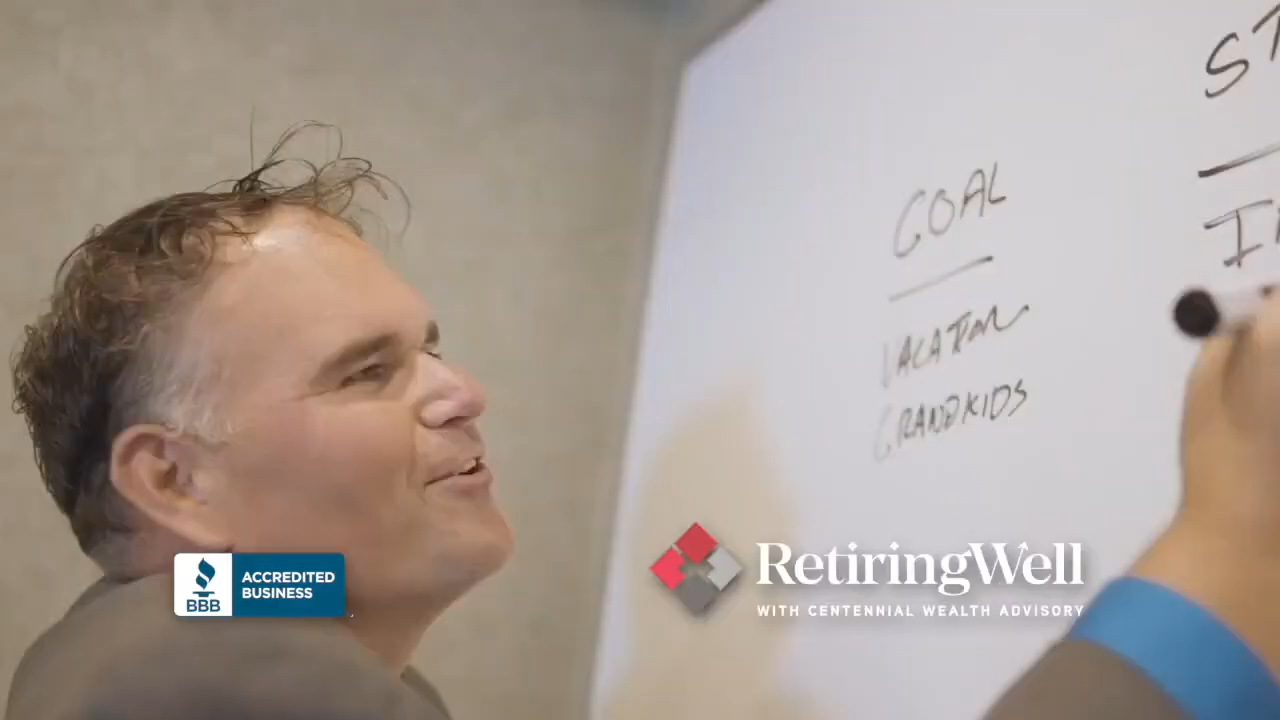 GOAL
VACATION
GRANDKIDS
BBB
ACCREDITED
BUSINESS
RetiringWell
WITH CENTENNIAL WEALTH ADVISORY